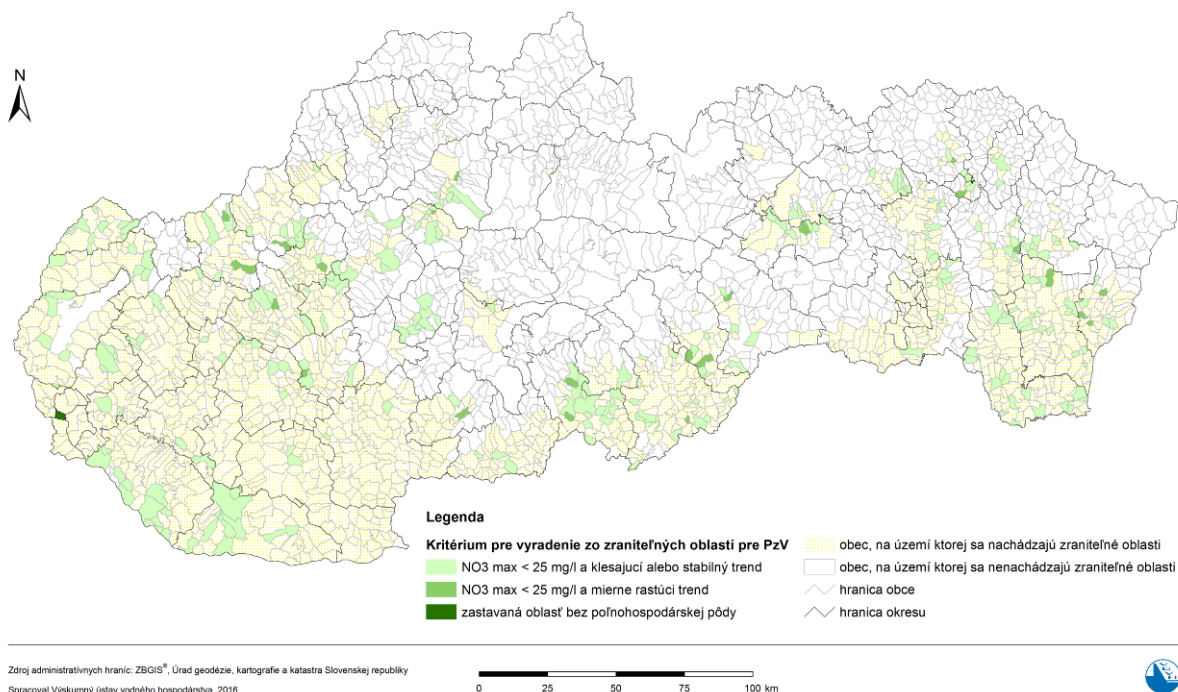 N
Legenda
Kritérium pre vyradenie zo zraniteľných oblastí pre PzV
NO3 max < 25 mg/l a klesajúci alebo stabilný trend
NO3 max < 25 mg/l a mierne rastúci trend
zastavaná oblasť bez poľnohospodárskej pôdy
obec, na území ktorej sa nachádzajú zraniteľné oblasti
obec, na území ktorej sa nenachádzajú zraniteľné oblasti
hranica obce
hranica okresu
Zdroj administratívnych hraníc: ZBGIS®, Úrad geodézie, kartografie a katastra Slovenskej republiky
Spracoval Výskumný ústav vodného hospodárstva, 2016
0 25 50 75 100 km